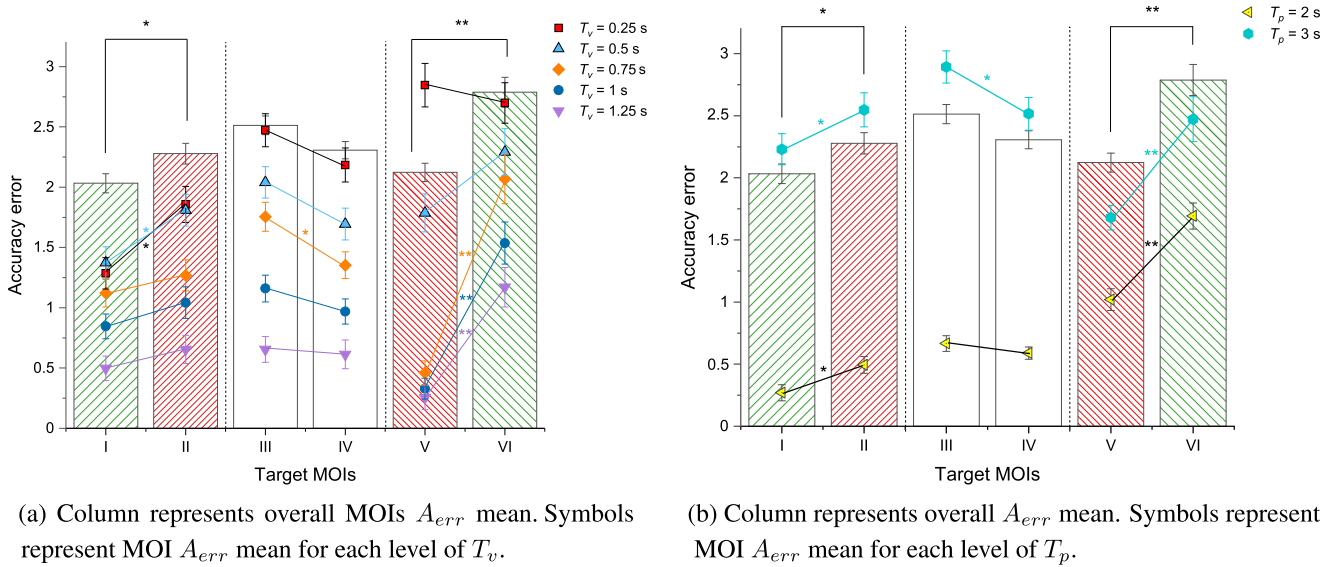 *
**
T_v = 0.25 s
T_v = 0.5 s
T_v = 0.75 s
T_v = 1 s
T_v = 1.25 s
3
2.5
2
1.5
1
0.5
0
Accuracy error
*
*
*
**
**
**
I II III IV V VI
Target MOIs
(a) Column represents overall MOIs A_err mean. Symbols
represent MOI A_err mean for each level of T_v.
*
**
T_p = 2 s
T_p = 3 s
3
2.5
2
1.5
1
0.5
0
Accuracy error
*
*
*
**
**
I II III IV V VI
Target MOIs
(b) Column represents overall A_err mean. Symbols represent
MOI A_err mean for each level of T_p.